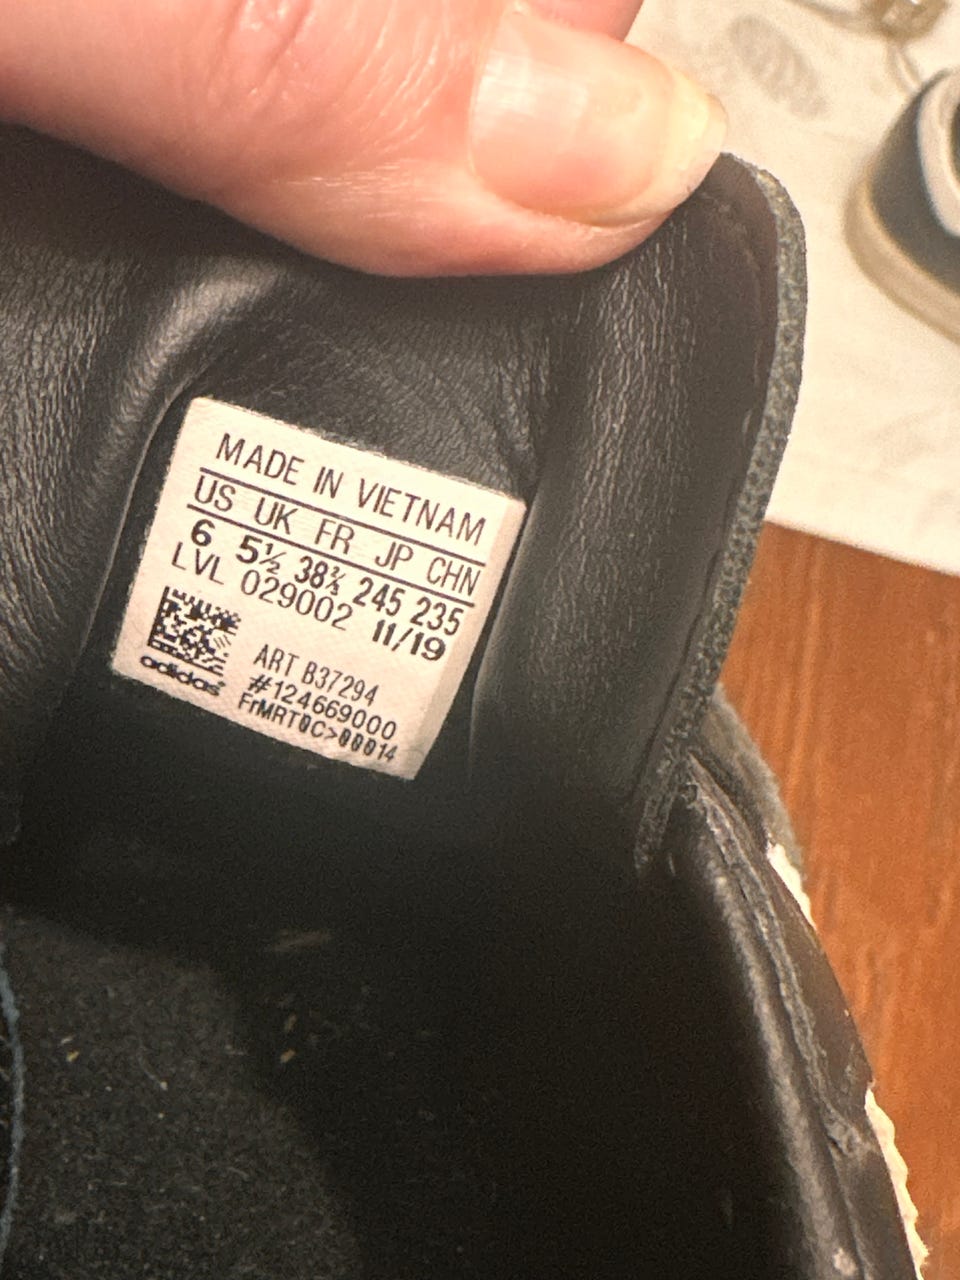 MADE IN VIETNAM
US UK FR JP CHN
6 5½ 38⅔ 245 235
LVL 029002 11/19
ART B37294
#124669000
FrMRT0C>00014
adidas